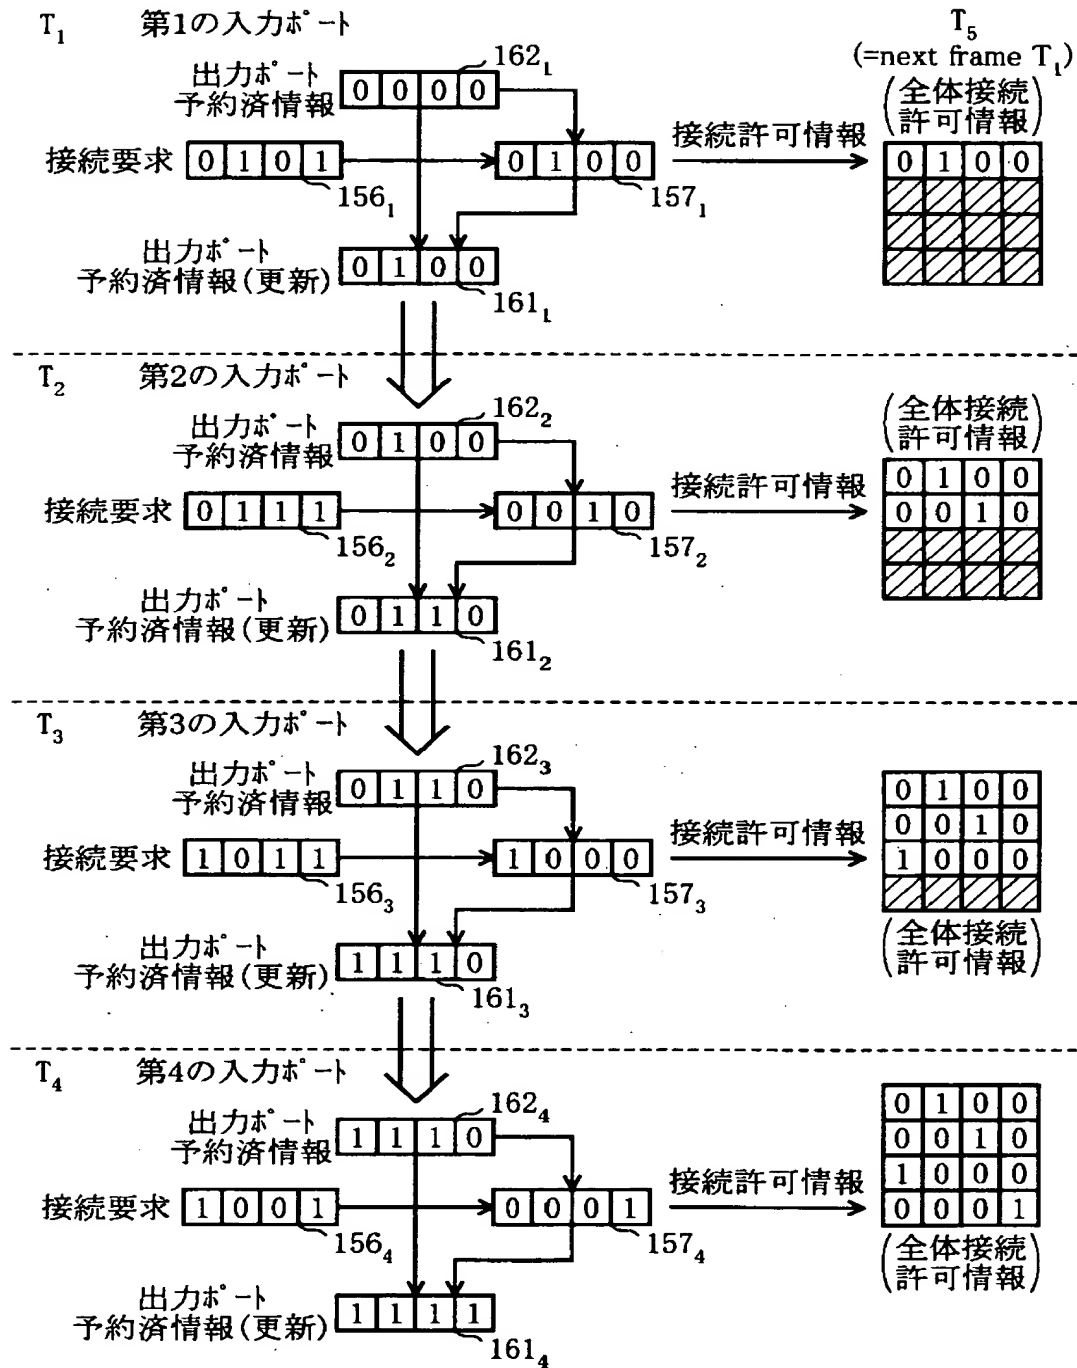 T₁ 第1の入力ポート
T₅
(=next frame T₁)
出力ポート
予約済情報
0 0 0 0
162₁
(全体接続
許可情報)
接続要求
0 1 0 1
156₁
0 1 0 0
157₁
接続許可情報
0 1 0 0
出力ポート
予約済情報(更新)
0 1 0 0
161₁
T₂ 第2の入力ポート
出力ポート
予約済情報
0 1 0 0
162₂
(全体接続
許可情報)
接続要求
0 1 1 1
156₂
0 0 1 0
157₂
接続許可情報
0 1 0 0
0 0 1 0
出力ポート
予約済情報(更新)
0 1 1 0
161₂
T₃ 第3の入力ポート
出力ポート
予約済情報
0 1 1 0
162₃
接続要求
1 0 1 1
156₃
1 0 0 0
157₃
接続許可情報
0 1 0 0
0 0 1 0
1 0 0 0
(全体接続
許可情報)
出力ポート
予約済情報(更新)
1 1 1 0
161₃
T₄ 第4の入力ポート
出力ポート
予約済情報
1 1 1 0
162₄
接続要求
1 0 0 1
156₄
0 0 0 1
157₄
接続許可情報
0 1 0 0
0 0 1 0
1 0 0 0
0 0 0 1
(全体接続
許可情報)
出力ポート
予約済情報(更新)
1 1 1 1
161₄